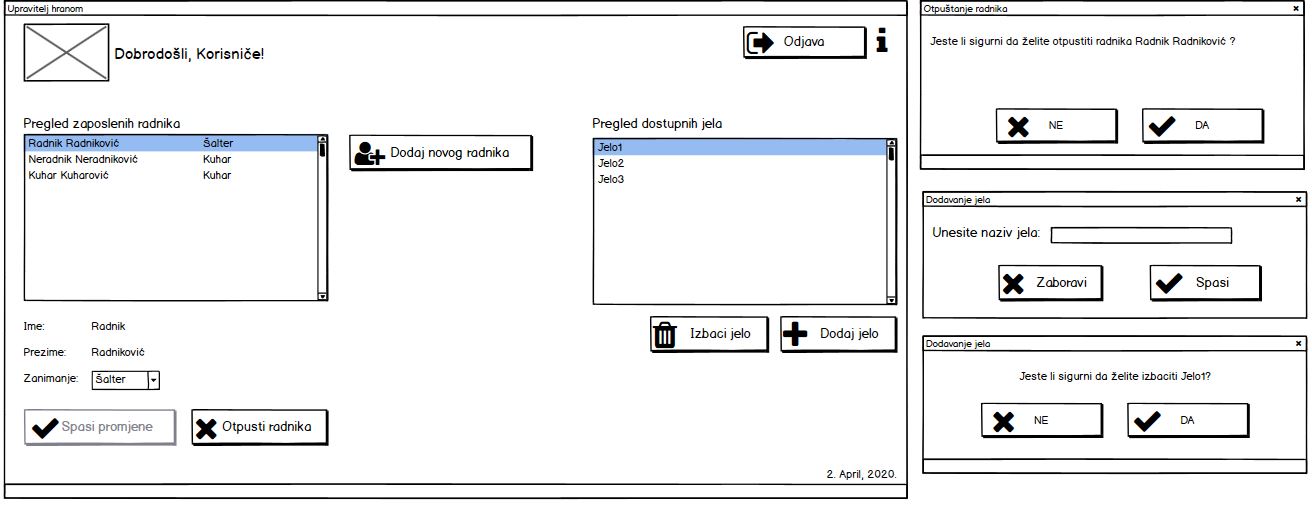 Upravitelj hranom
Dobrodošli, Korisniče!
Odjava
Pregled zaposlenih radnika
Radnik Radniković Šalter
Neradnik Neradniković Kuhar
Kuhar Kuharović Kuhar
Dodaj novog radnika
Pregled dostupnih jela
Jelo1
Jelo2
Jelo3
Izbaci jelo
Dodaj jelo
Ime: Radnik
Prezime: Radniković
Zanimanje: Šalter
Spasi promjene
Otpusti radnika
2. April, 2020.
Otpuštanje radnika
Jeste li sigurni da želite otpustiti radnika Radnik Radniković ?
NE
DA
Dodavanje jela
Unesite naziv jela:
Zaboravi
Spasi
Dodavanje jela
Jeste li sigurni da želite izbaciti Jelo1?
NE
DA